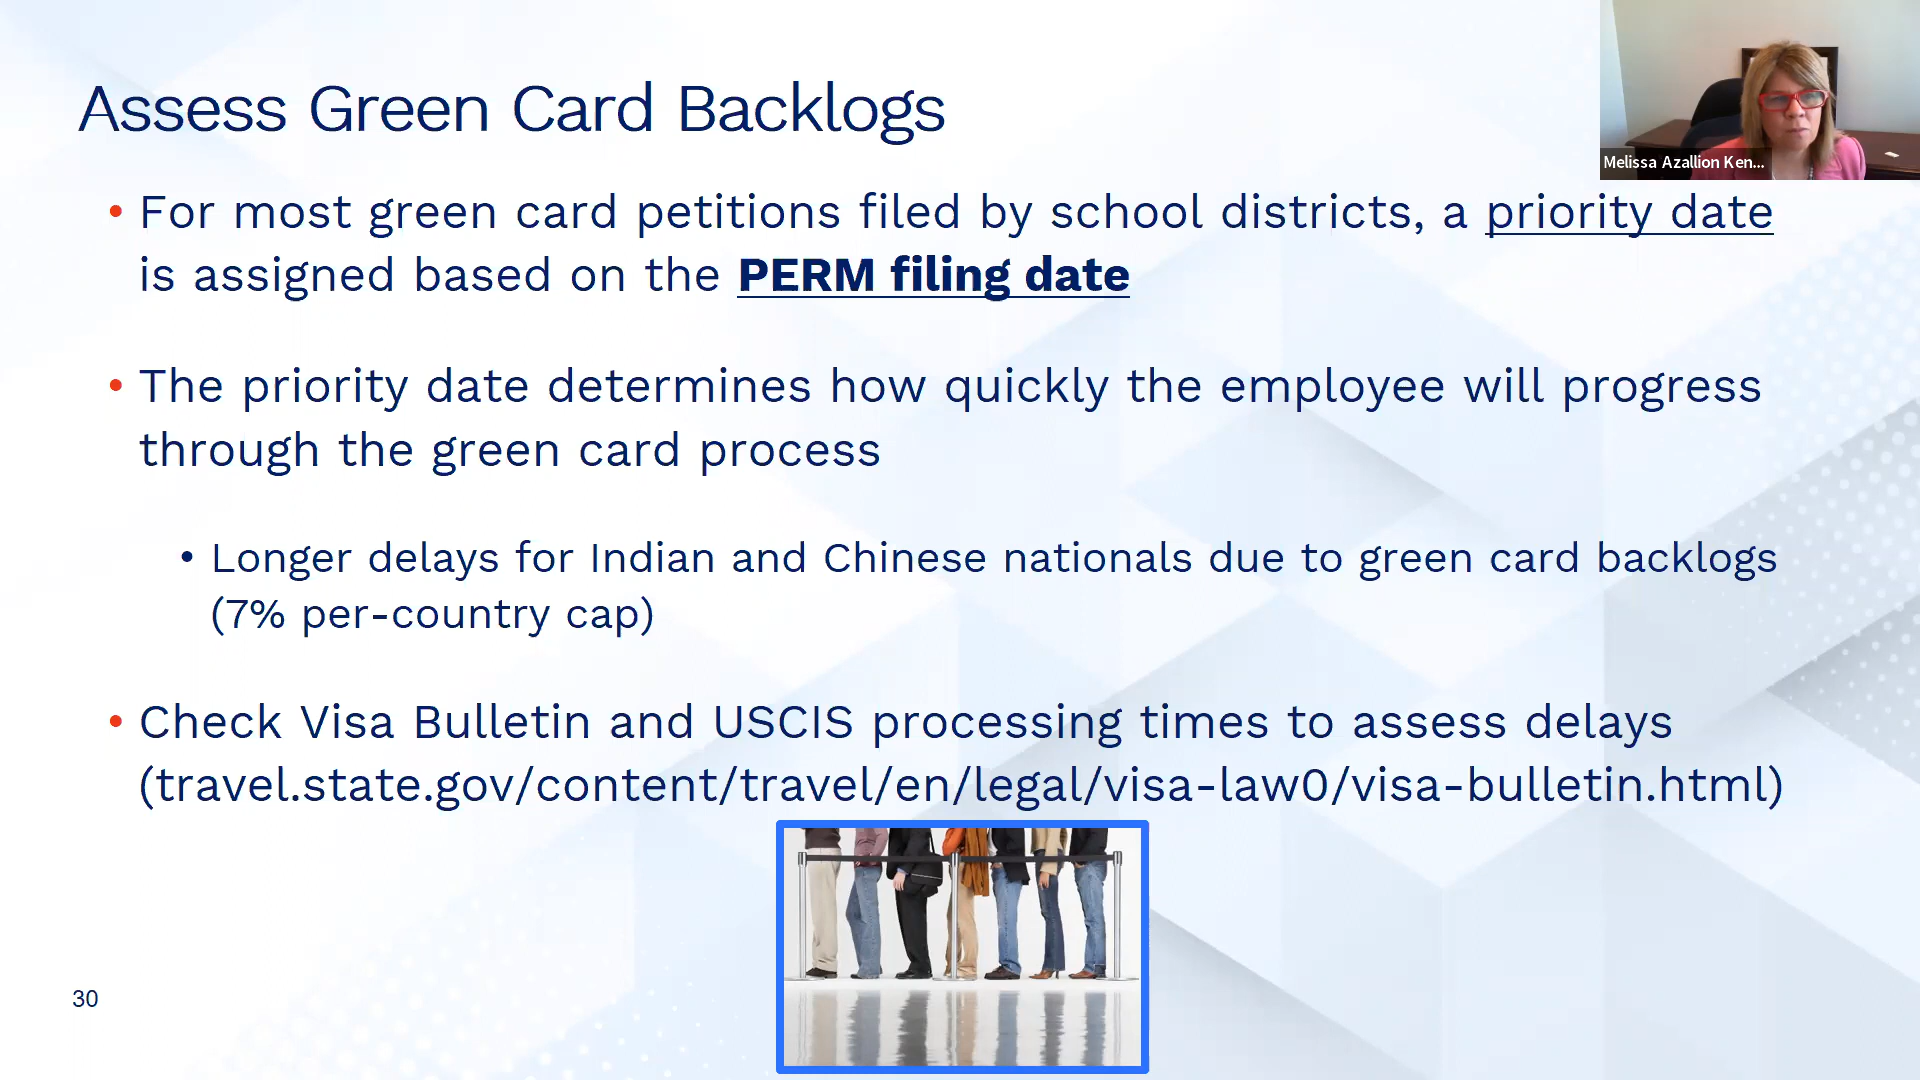 Assess Green Card Backlogs
Melissa Azallion Ken...
• For most green card petitions filed by school districts, a priority date
is assigned based on the PERM filing date
• The priority date determines how quickly the employee will progress
through the green card process
• Longer delays for Indian and Chinese nationals due to green card backlogs
(7% per-country cap)
• Check Visa Bulletin and USCIS processing times to assess delays
(travel.state.gov/content/travel/en/legal/visa-law0/visa-bulletin.html)
30